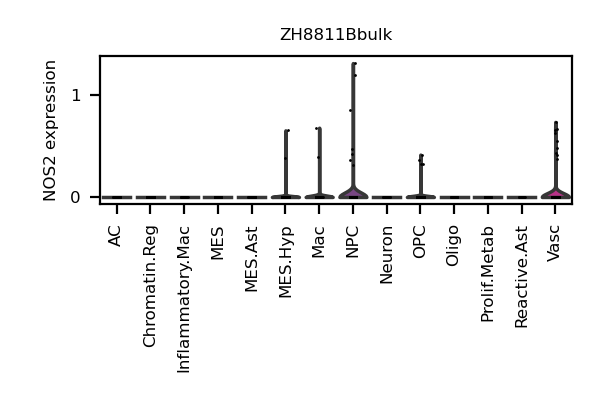 ZH8811Bbulk
NOS2 expression
1
0
AC
Chromatin.Reg
Inflammatory.Mac
MES
MES.Ast
MES.Hyp
Mac
NPC
Neuron
OPC
Oligo
Prolif.Metab
Reactive.Ast
Vasc